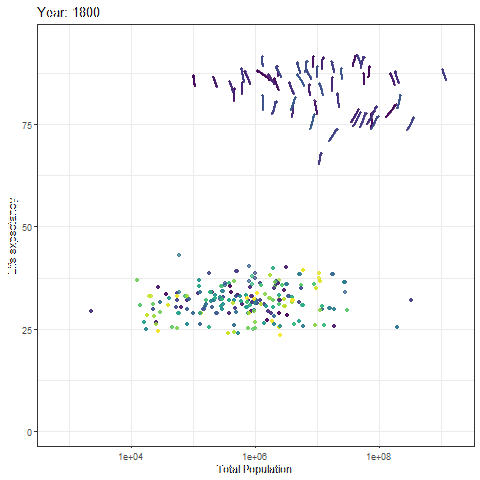 Year: 1800
75
50
25
0
Life expectancy
1e+04
1e+06
1e+08
Total Population